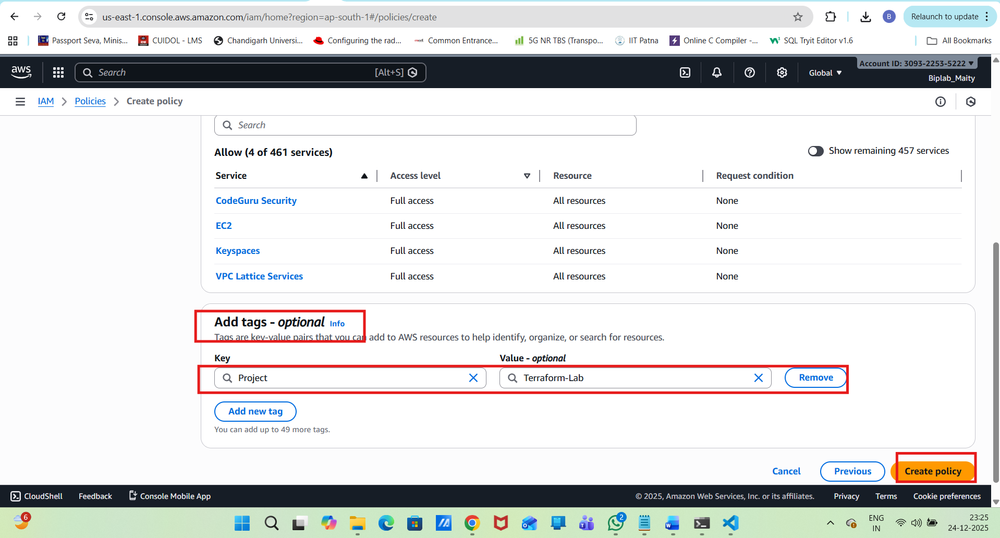 us-east-1.console.aws.amazon.com/iam/home?region=ap-south-1#/policies/create
B
Relaunch to update
Passport Seva, Minis...
CUIDOL - LMS
Chandigarh Universi...
Configuring the rad...
Common Entrance...
5G NR TBS (Transpo...
IIT Patna
Online C Compiler -...
SQL Tryit Editor v1.6
All Bookmarks
aws
Search
[Alt+S]
Global
Account ID: 3093-2253-5222
Biplab_Maity
IAM
Policies
Create policy
Search
Allow (4 of 461 services)
Show remaining 457 services
Service
Access level
Resource
Request condition
CodeGuru Security
Full access
All resources
None
EC2
Full access
All resources
None
Keyspaces
Full access
All resources
None
VPC Lattice Services
Full access
All resources
None
Add tags - optional Info
Tags are key-value pairs that you can add to AWS resources to help identify, organize, or search for resources.
Key
Value - optional
Project
Terraform-Lab
Remove
Add new tag
You can add up to 49 more tags.
Cancel
Previous
Create policy
CloudShell
Feedback
Console Mobile App
© 2025, Amazon Web Services, Inc. or its affiliates.
Privacy
Terms
Cookie preferences
6
2
ENG
IN
23:25
24-12-2025